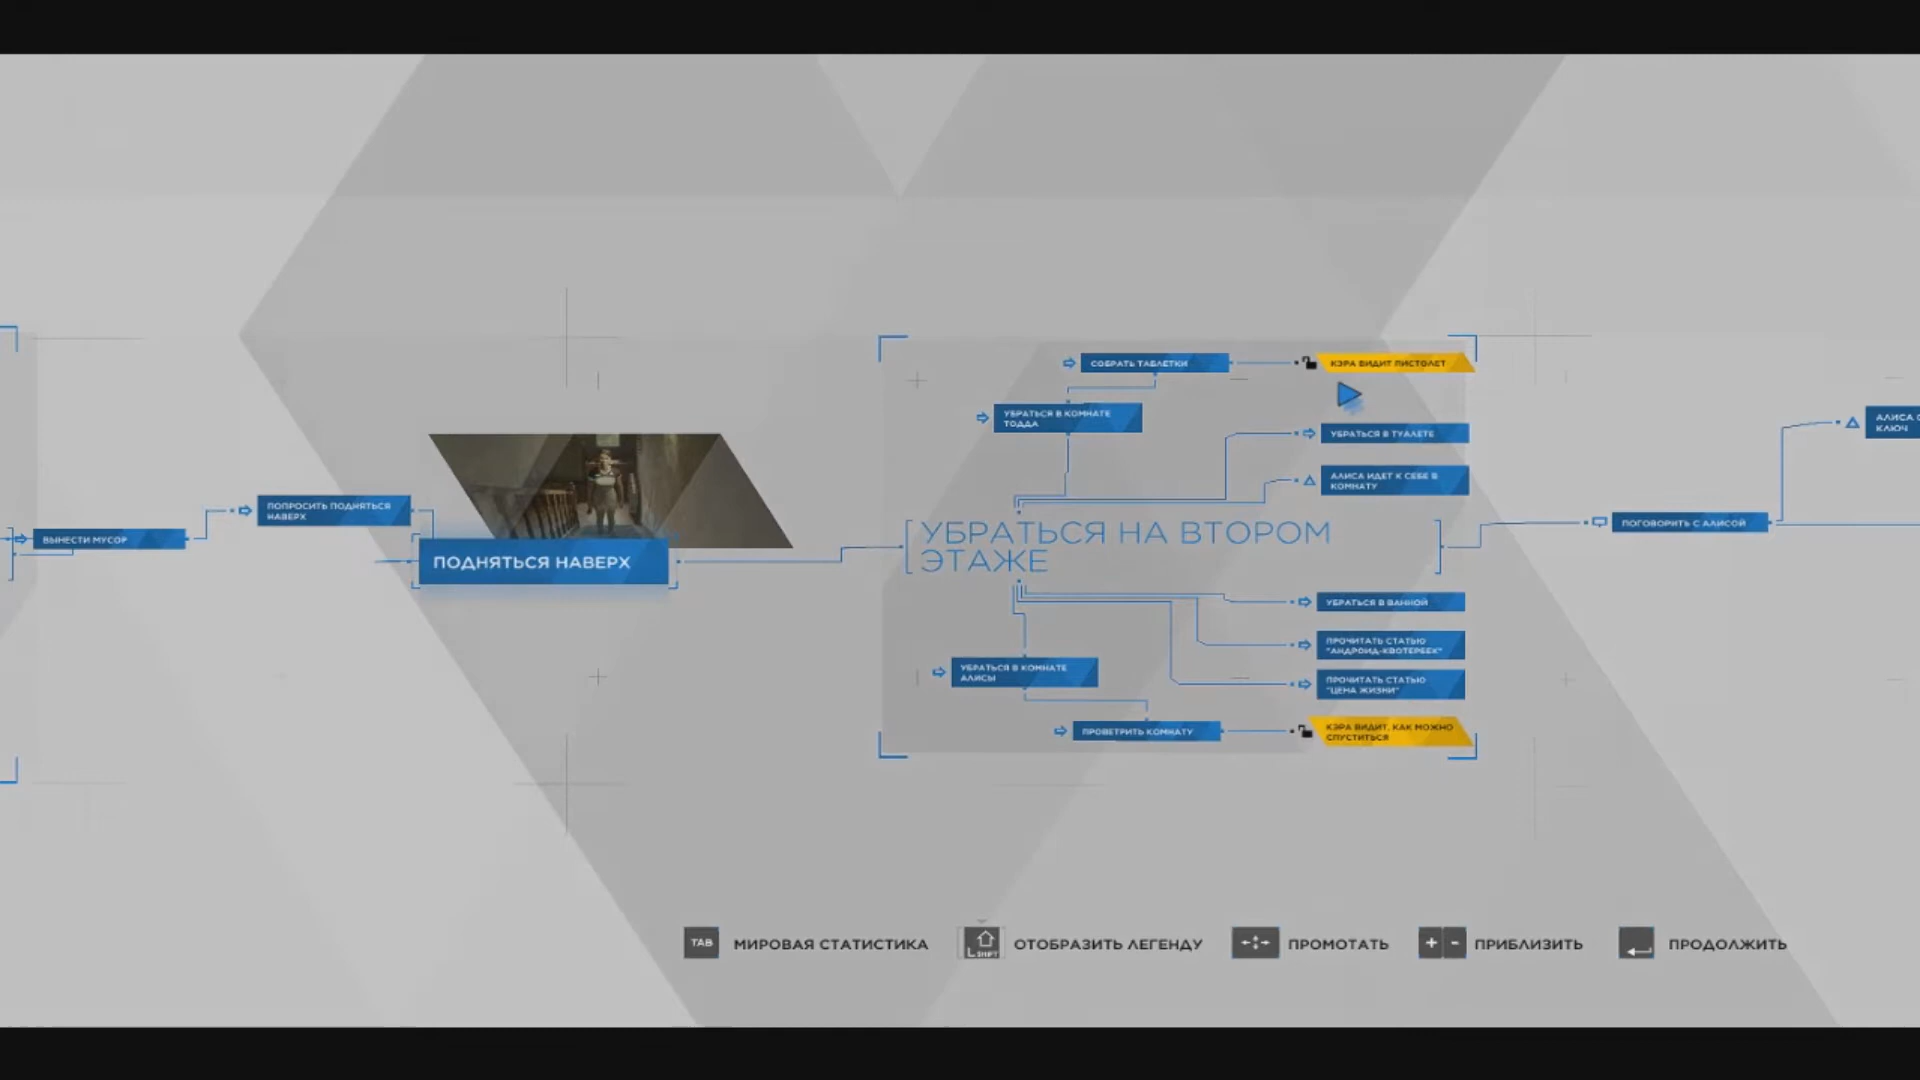 СОБРАТЬ ТАБЛЕТКИ
КЭРА ВИДИТ ПИСТОЛЕТ
УБРАТЬСЯ В КОМНАТЕ
ТОДДА
УБРАТЬСЯ В ТУАЛЕТЕ
АЛИСА ИДЕТ К СЕБЕ В
КОМНАТУ
АЛИСА
КЛЮЧ
ПОПРОСИТЬ ПОДНЯТЬСЯ
НАВЕРХ
ВЫНЕСТИ МУСОР
ПОДНЯТЬСЯ НАВЕРХ
УБРАТЬСЯ НА ВТОРОМ
ЭТАЖЕ
ПОГОВОРИТЬ С АЛИСОЙ
УБРАТЬСЯ В ВАННОЙ
ПРОЧИТАТЬ СТАТЬЮ
"АНДРОИД-КВОТЕРБЕК"
УБРАТЬСЯ В КОМНАТЕ
АЛИСЫ
ПРОЧИТАТЬ СТАТЬЮ
"ЦЕНА ЖИЗНИ"
ПРОВЕТРИТЬ КОМНАТУ
КЭРА ВИДИТ, КАК МОЖНО
СПУСТИТЬСЯ
TAB МИРОВАЯ СТАТИСТИКА
L SHIFT ОТОБРАЗИТЬ ЛЕГЕНДУ
ПРОМОТАТЬ
+ - ПРИБЛИЗИТЬ
ПРОДОЛЖИТЬ